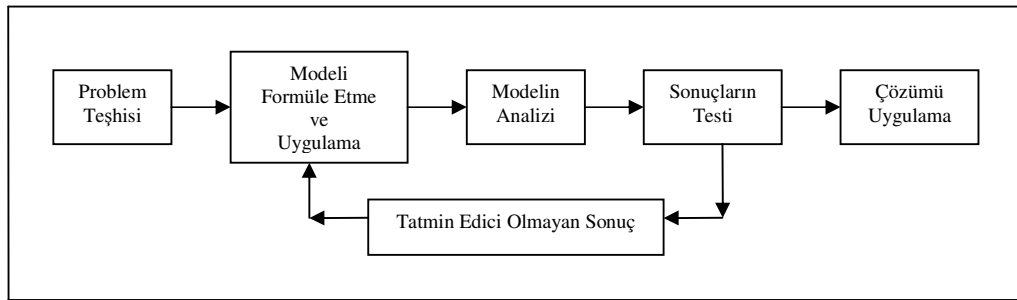 Problem
Teşhisi
Modeli
Formüle Etme
ve
Uygulama
Modelin
Analizi
Sonuçların
Testi
Çözümü
Uygulama
Tatmin Edici Olmayan Sonuç